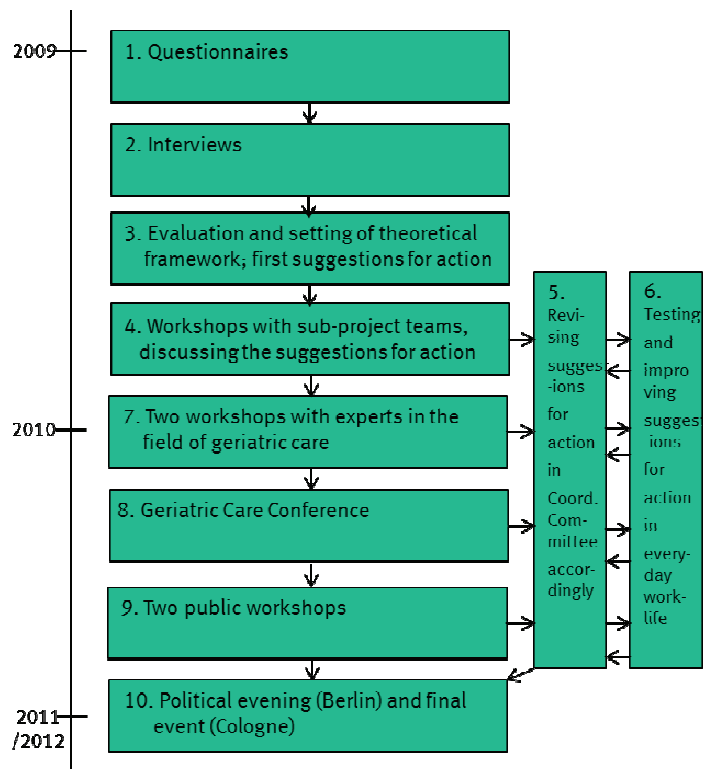 2009
1. Questionnaires
2. Interviews
3. Evaluation and setting of theoretical
framework; first suggestions for action
4. Workshops with sub-project teams,
discussing the suggestions for action
5.
Revi-
sing
sugges
-ions
for
action
in
Coord.
Com-
mittee
accor-
dingly
6.
Testing
and
impro
ving
sugges
ions
for
action
in
every-
day
work-
life
2010
7. Two workshops with experts in the
field of geriatric care
8. Geriatric Care Conference
9. Two public workshops
10. Political evening (Berlin) and final
event (Cologne)
2011
/2012